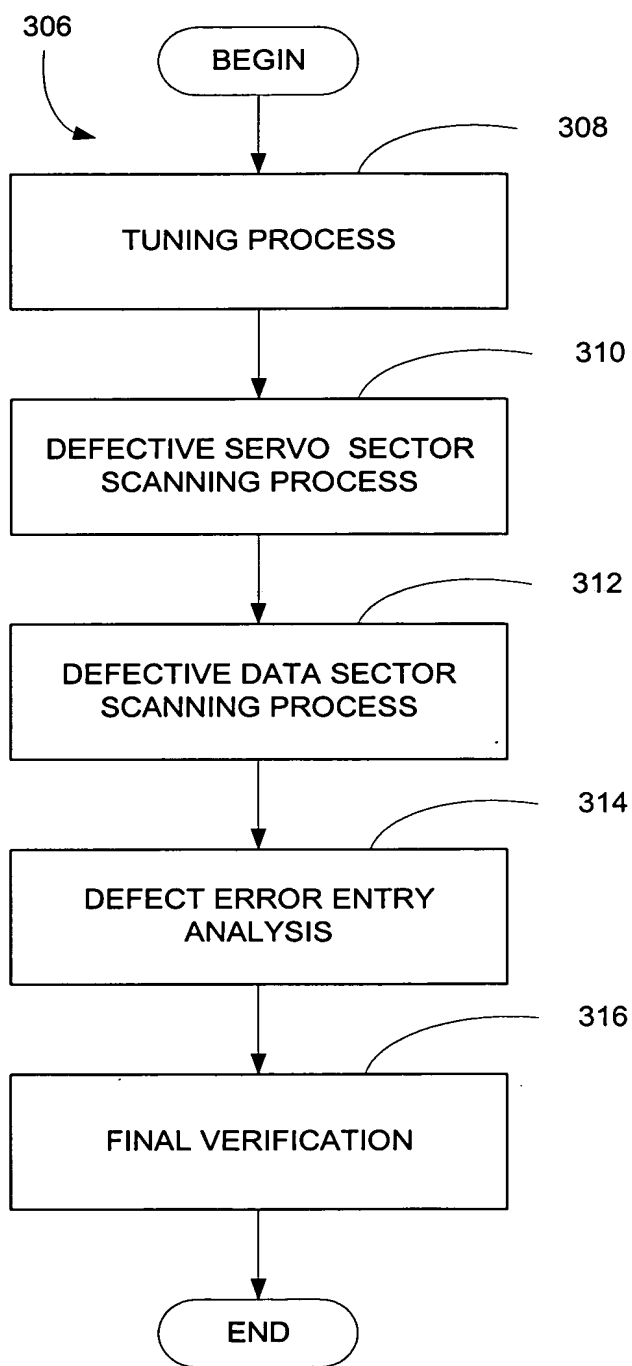 306
BEGIN
308
TUNING PROCESS
310
DEFECTIVE SERVO SECTOR
SCANNING PROCESS
312
DEFECTIVE DATA SECTOR
SCANNING PROCESS
314
DEFECT ERROR ENTRY
ANALYSIS
316
FINAL VERIFICATION
END